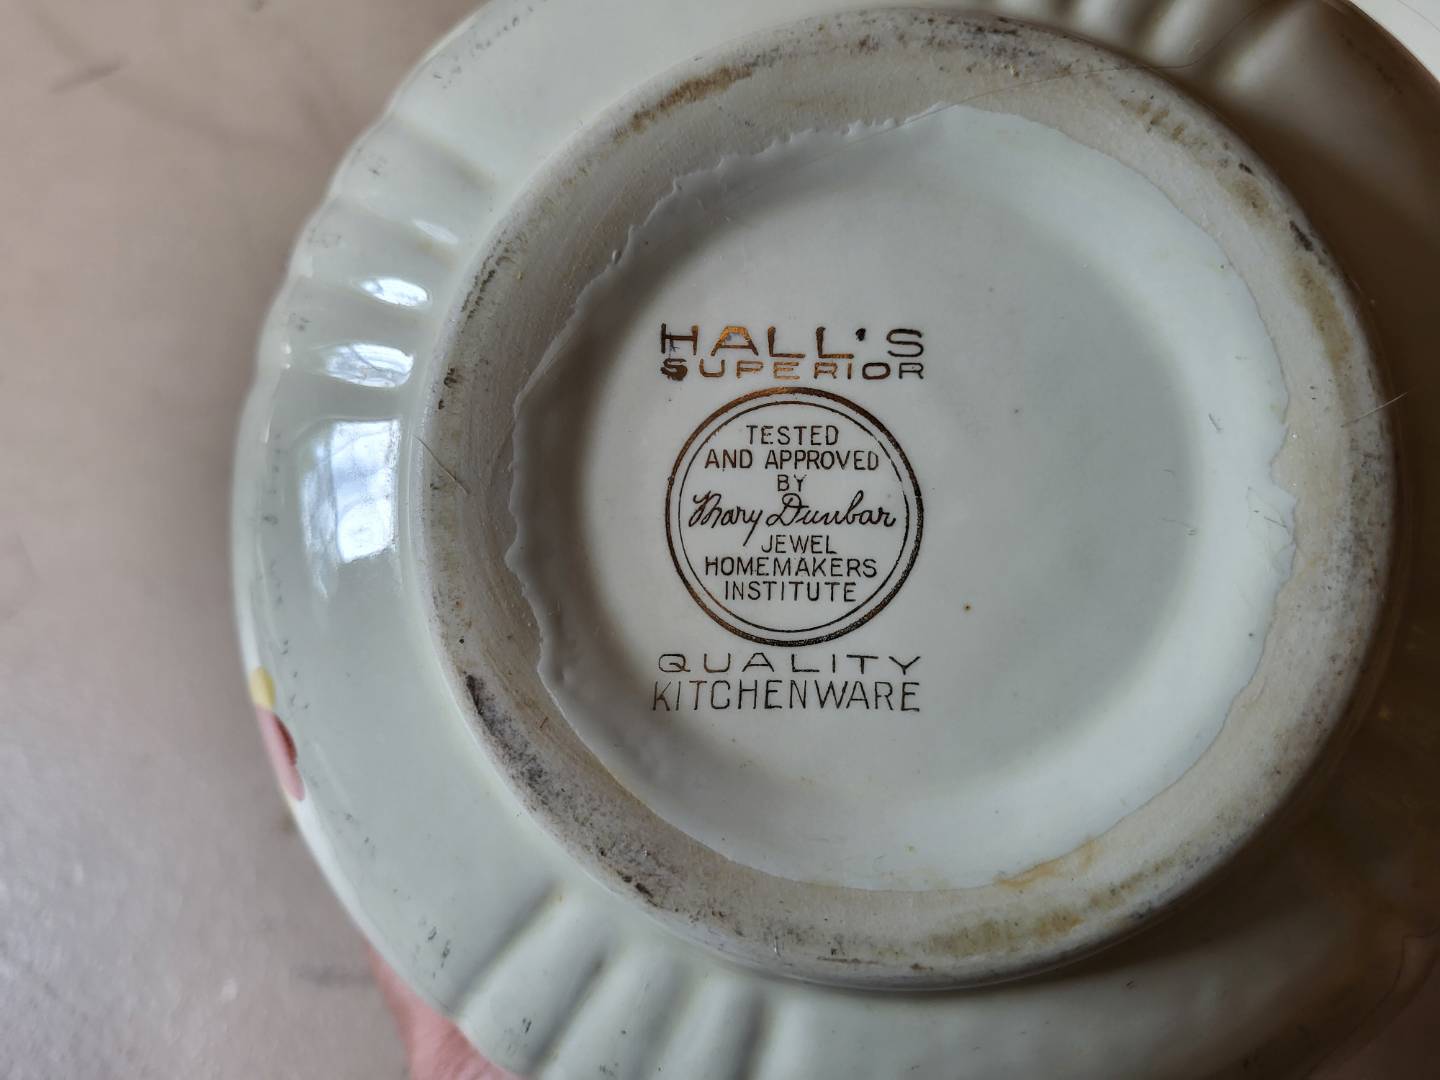 HALL'S
SUPERIOR
TESTED
AND APPROVED
BY
Mary Dunbar
JEWEL
HOMEMAKERS
INSTITUTE
QUALITY
KITCHENWARE